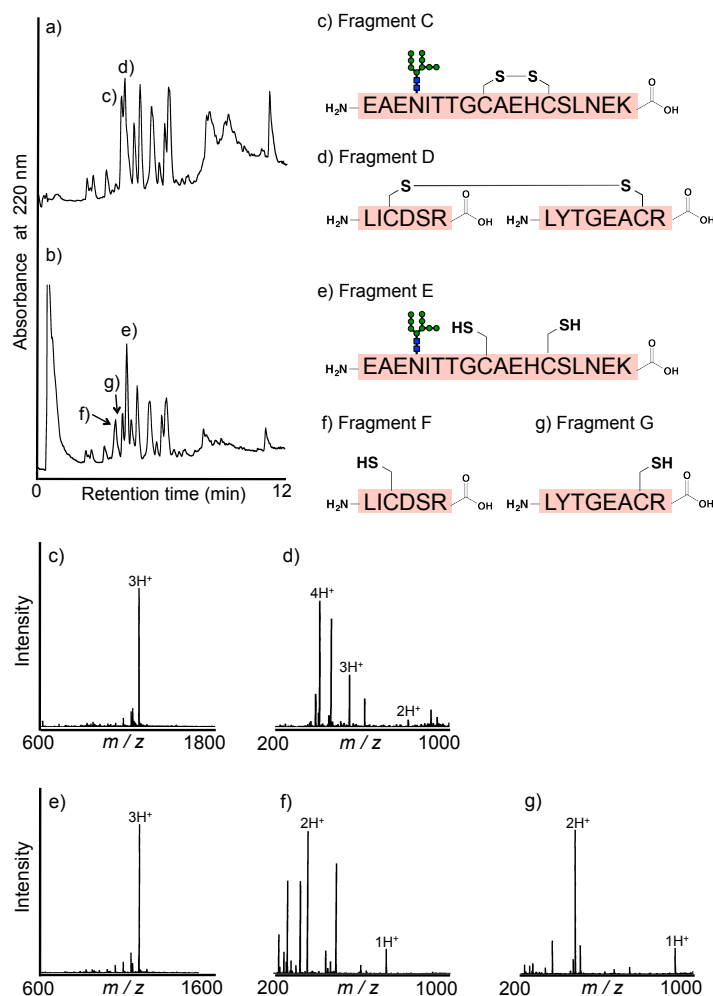 a)
d)
c)
b)
e)
g)
f)
Absorbance at 220 nm
0
Retention time (min)
12
c) Fragment C
S S
H₂N EAENITTGCAEHCSLNEK O OH
d) Fragment D
S S
H₂N LICDSR O OH H₂N LYTGEACR O OH
e) Fragment E
HS SH
H₂N EAENITTGCAEHCSLNEK O OH
f) Fragment F g) Fragment G
HS SH
H₂N LICDSR O OH H₂N LYTGEACR O OH
c) d)
3H⁺ 4H⁺
3H⁺
2H⁺
Intensity
600 m / z 1800 200 m / z 1000
e) f) g)
3H⁺ 2H⁺ 2H⁺
1H⁺ 1H⁺
Intensity
600 m / z 1600 200 m / z 1000 200 m / z 1000